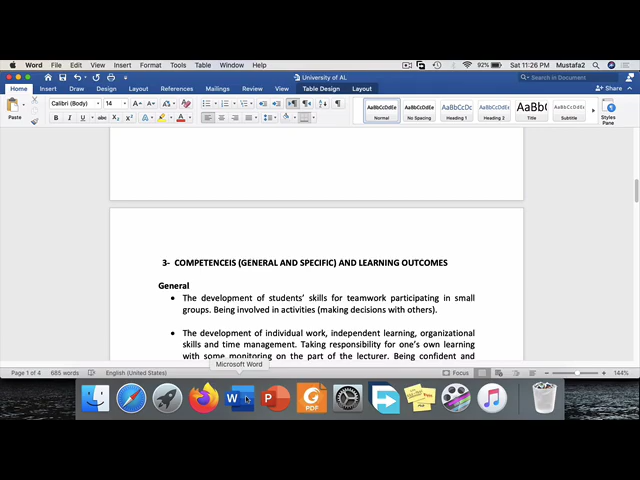 Word File Edit View Insert Format Tools Table Window Help 92% Sat 11:26 PM Mustafa2
University of AL Search in Document
Home Insert Draw Design Layout References Mailings Review View Table Design Layout Share
Paste Calibri (Body) 14 AaBbCcDdEe AaBbCcDdEe AaBbCcDc AaBbCcDdEe AaBb( AaBbCcDdEe
B I U abc X₂ X² A A Normal No Spacing Heading 1 Heading 2 Title Subtitle Styles Pane
3- COMPETENCEIS (GENERAL AND SPECIFIC) AND LEARNING OUTCOMES
General
• The development of students’ skills for teamwork participating in small
groups. Being involved in activities (making decisions with others).
• The development of individual work, independent learning, organizational
skills and time management. Taking responsibility for one’s own learning
with some monitoring on the part of the lecturer. Being confident and
Microsoft Word
Page 1 of 4 685 words English (United States) Focus 144%
W P PDF